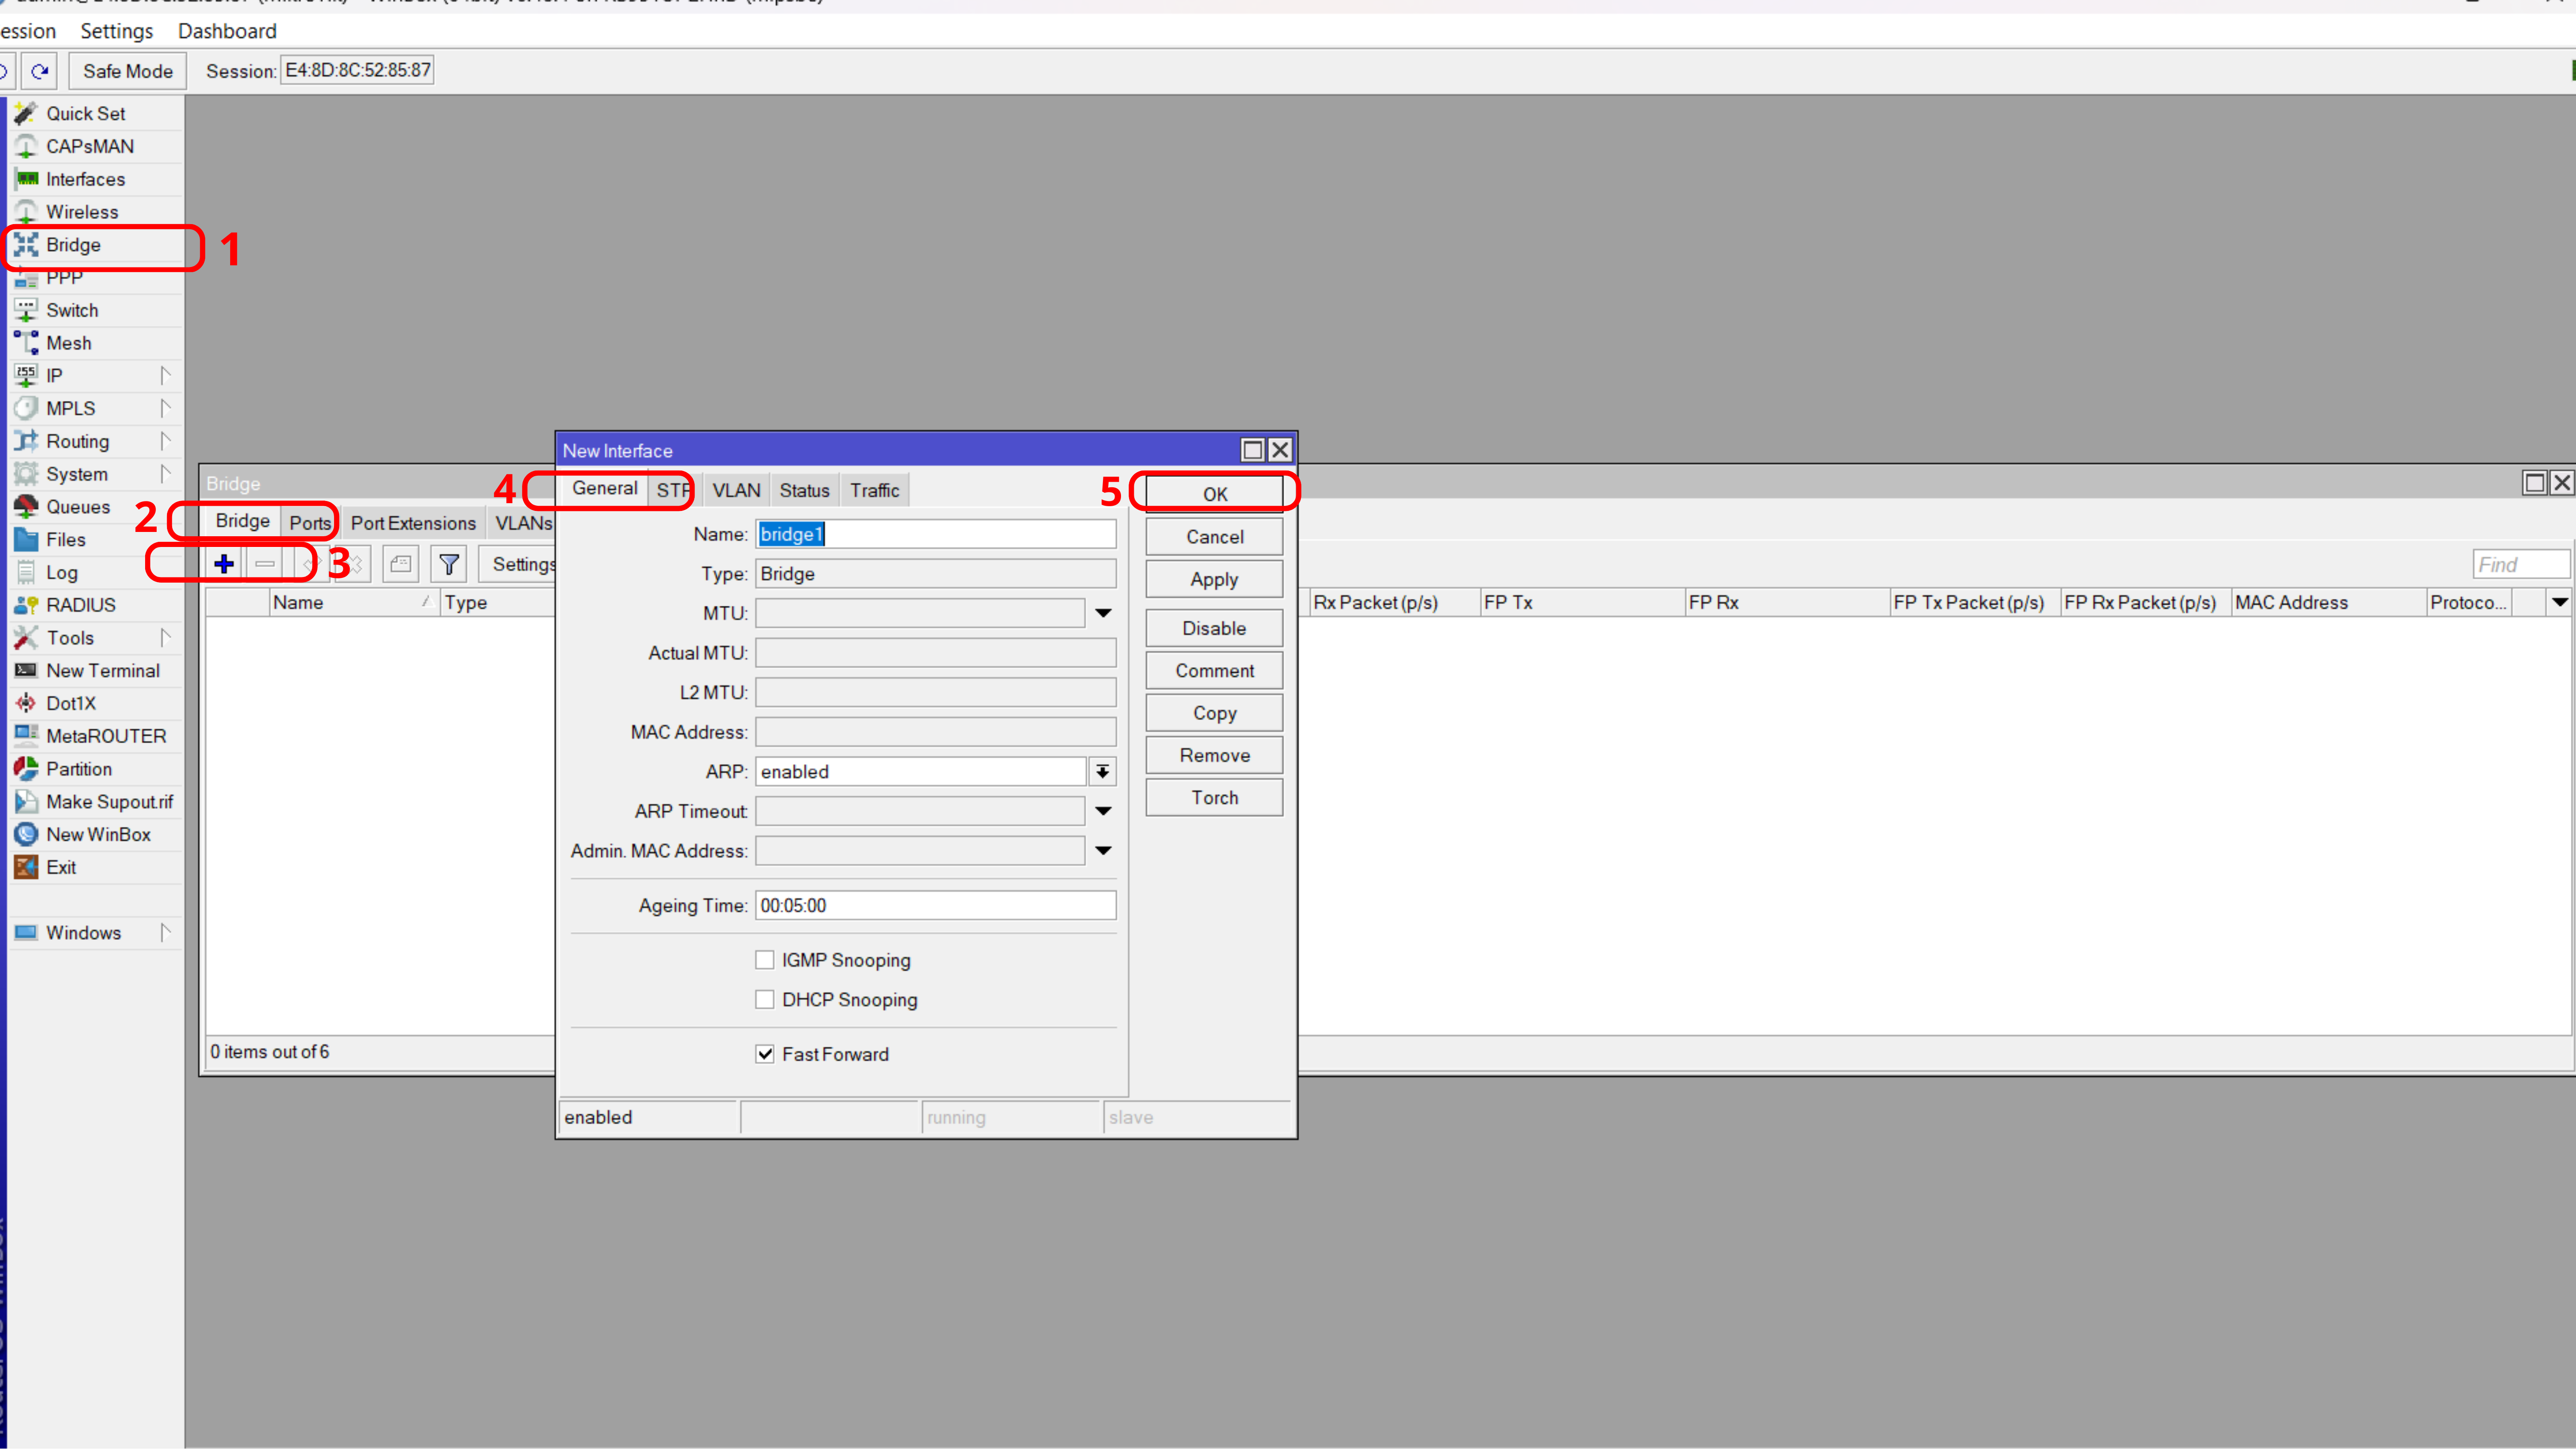 ession Settings Dashboard
Safe Mode Session: E4:8D:8C:52:85:87
Quick Set
CAPsMAN
Interfaces
Wireless
Bridge 1
PPP
Switch
Mesh
255 IP
MPLS
Routing
System
Queues
Files
Log
RADIUS
Tools
New Terminal
Dot1X
MetaROUTER
Partition
Make Supout.rif
New WinBox
Exit
Windows
Bridge
2 Bridge Ports Port Extensions VLANs
3 Settings Find
Name Type Rx Packet (p/s) FP Tx FP Rx FP Tx Packet (p/s) FP Rx Packet (p/s) MAC Address Protoco...
0 items out of 6
New Interface
4 General STP VLAN Status Traffic
Name: bridge1
Type: Bridge
MTU:
Actual MTU:
L2 MTU:
MAC Address:
ARP: enabled
ARP Timeout:
Admin. MAC Address:
Ageing Time: 00:05:00
IGMP Snooping
DHCP Snooping
Fast Forward
enabled running slave
5 OK
Cancel
Apply
Disable
Comment
Copy
Remove
Torch